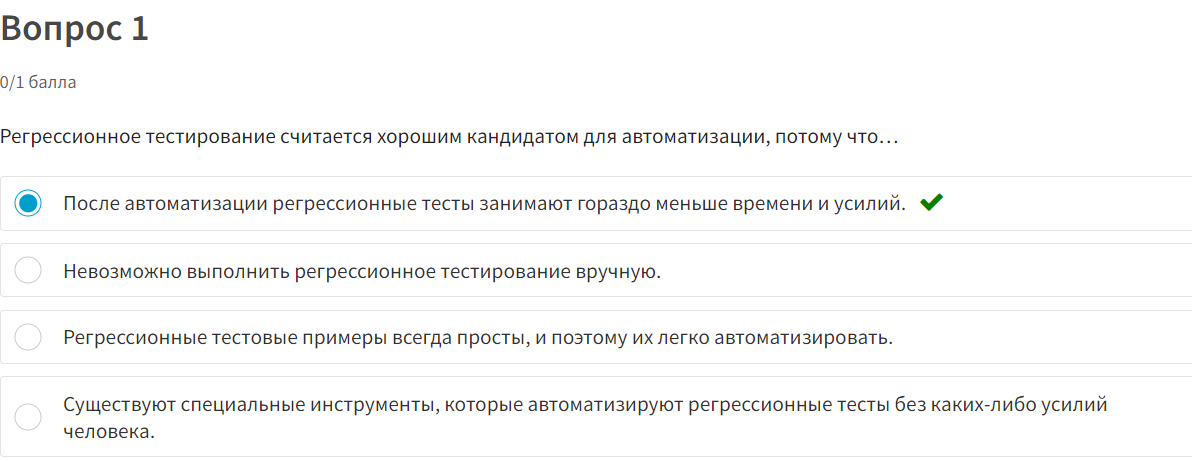 Вопрос 1
0/1 балла
Регрессионное тестирование считается хорошим кандидатом для автоматизации, потому что…
После автоматизации регрессионные тесты занимают гораздо меньше времени и усилий.
Невозможно выполнить регрессионное тестирование вручную.
Регрессионные тестовые примеры всегда просты, и поэтому их легко автоматизировать.
Существуют специальные инструменты, которые автоматизируют регрессионные тесты без каких-либо усилий
человека.